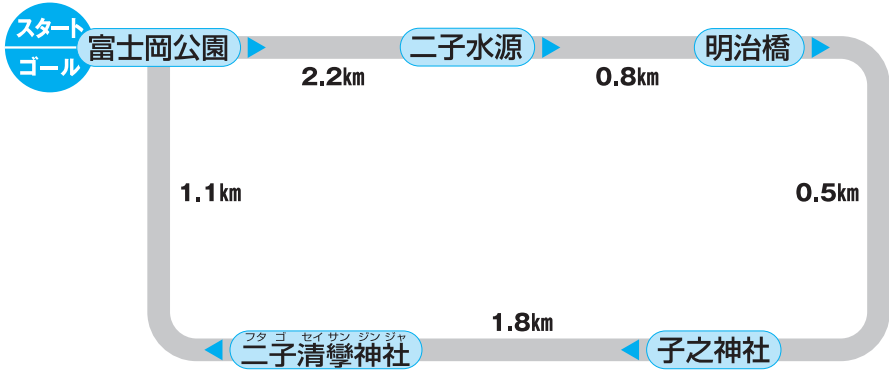 スタート
ゴール
富士岡公園
2.2km
二子水源
0.8km
明治橋
0.5km
子之神社
1.8km
フタゴセイサンジンジャ
二子清轡神社
1.1km